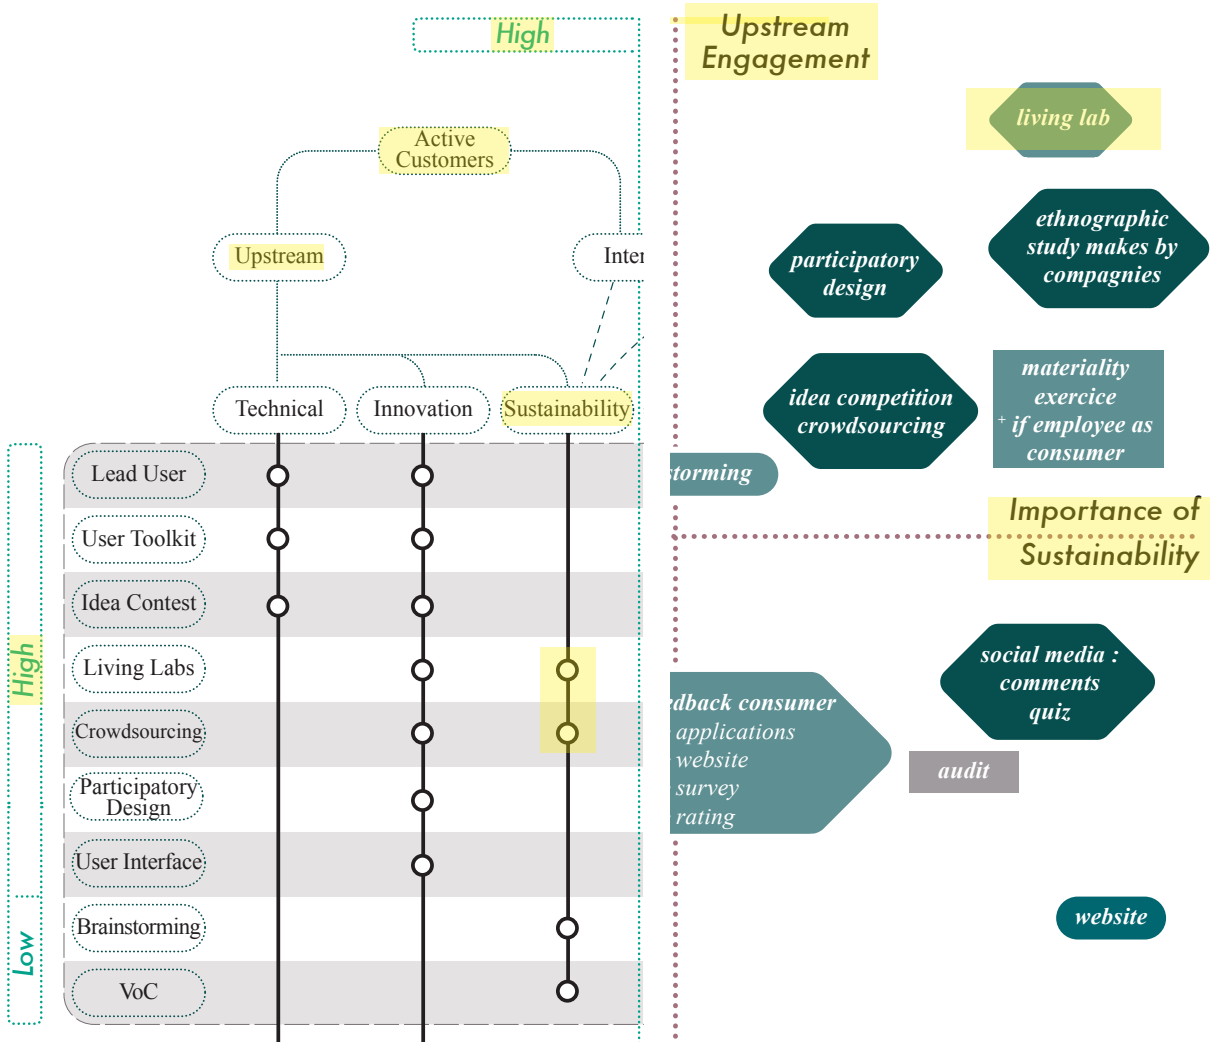 High
Active
Customers
Upstream
Inter
Technical
Innovation
Sustainability
High
Low
Lead User
User Toolkit
Idea Contest
Living Labs
Crowdsourcing
Participatory
Design
User Interface
Brainstorming
VoC
Upstream
Engagement
living lab
ethnographic
study makes by
compagnies
participatory
design
idea competition
crowdsourcing
materiality
exercice
+ if employee as
consumer
storming
Importance of
Sustainability
social media :
comments
quiz
edback consumer
applications
website
survey
rating
audit
website